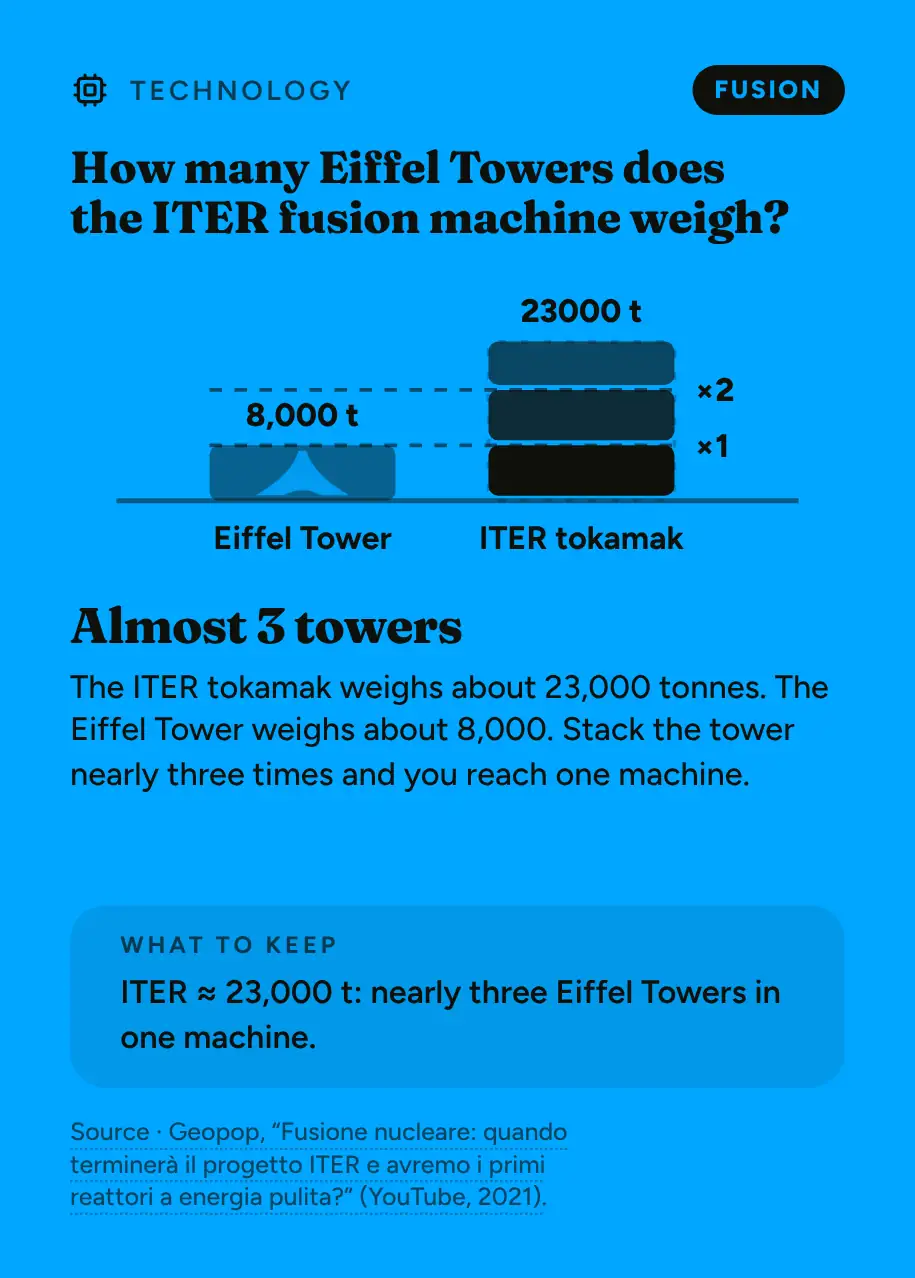 TECHNOLOGY
FUSION
How many Eiffel Towers does
the ITER fusion machine weigh?
23000 t
×2
8,000 t
×1
Eiffel Tower
ITER tokamak
Almost 3 towers
The ITER tokamak weighs about 23,000 tonnes. The
Eiffel Tower weighs about 8,000. Stack the tower
nearly three times and you reach one machine.
WHAT TO KEEP
ITER ≈ 23,000 t: nearly three Eiffel Towers in
one machine.
Source · Geopop, “Fusione nucleare: quando
terminerà il progetto ITER e avremo i primi
reattori a energia pulita?” (YouTube, 2021).